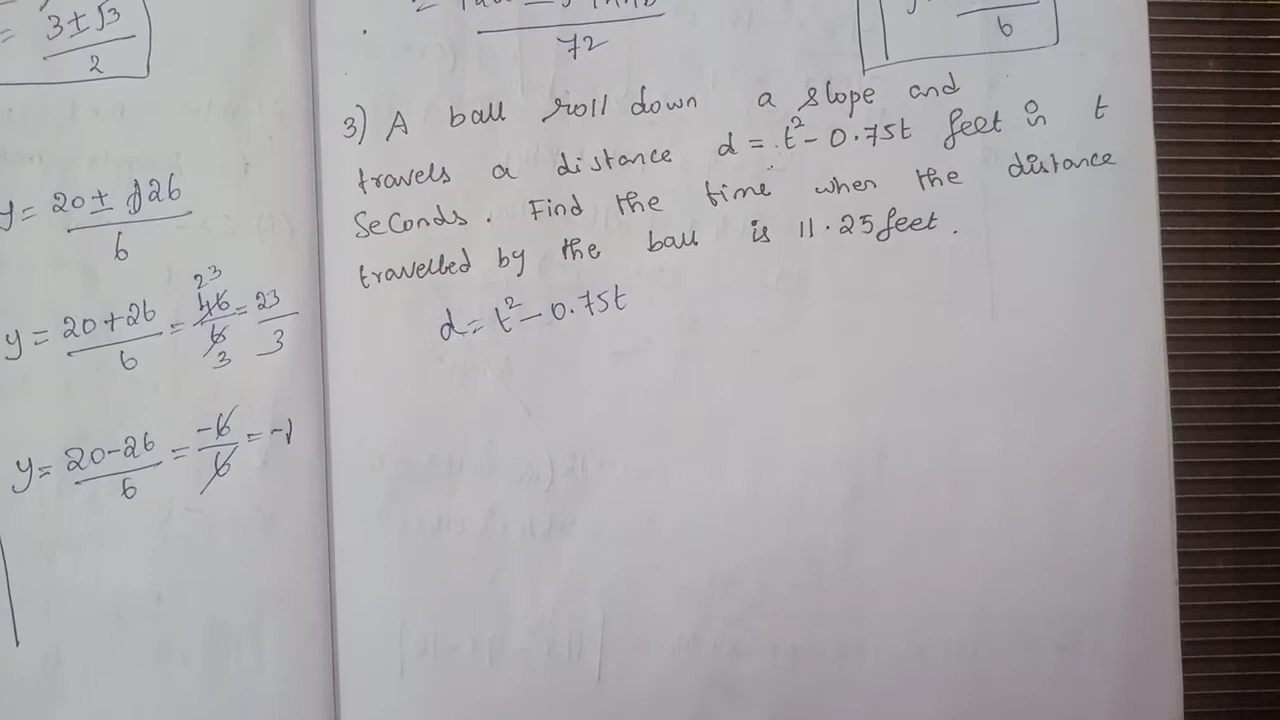 = 3±√3
2
y = 20 ± √26
6
y = 20+26 = 46 = 23
6 6 3
23
3
y = 20-26 = -6 = -1
6 6
72
6
3) A ball roll down a slope and
travels a distance d = t² - 0.75t feet in t
Seconds. Find the time when the distance
travelled by the ball is 11.25 feet.
d = t² - 0.75t